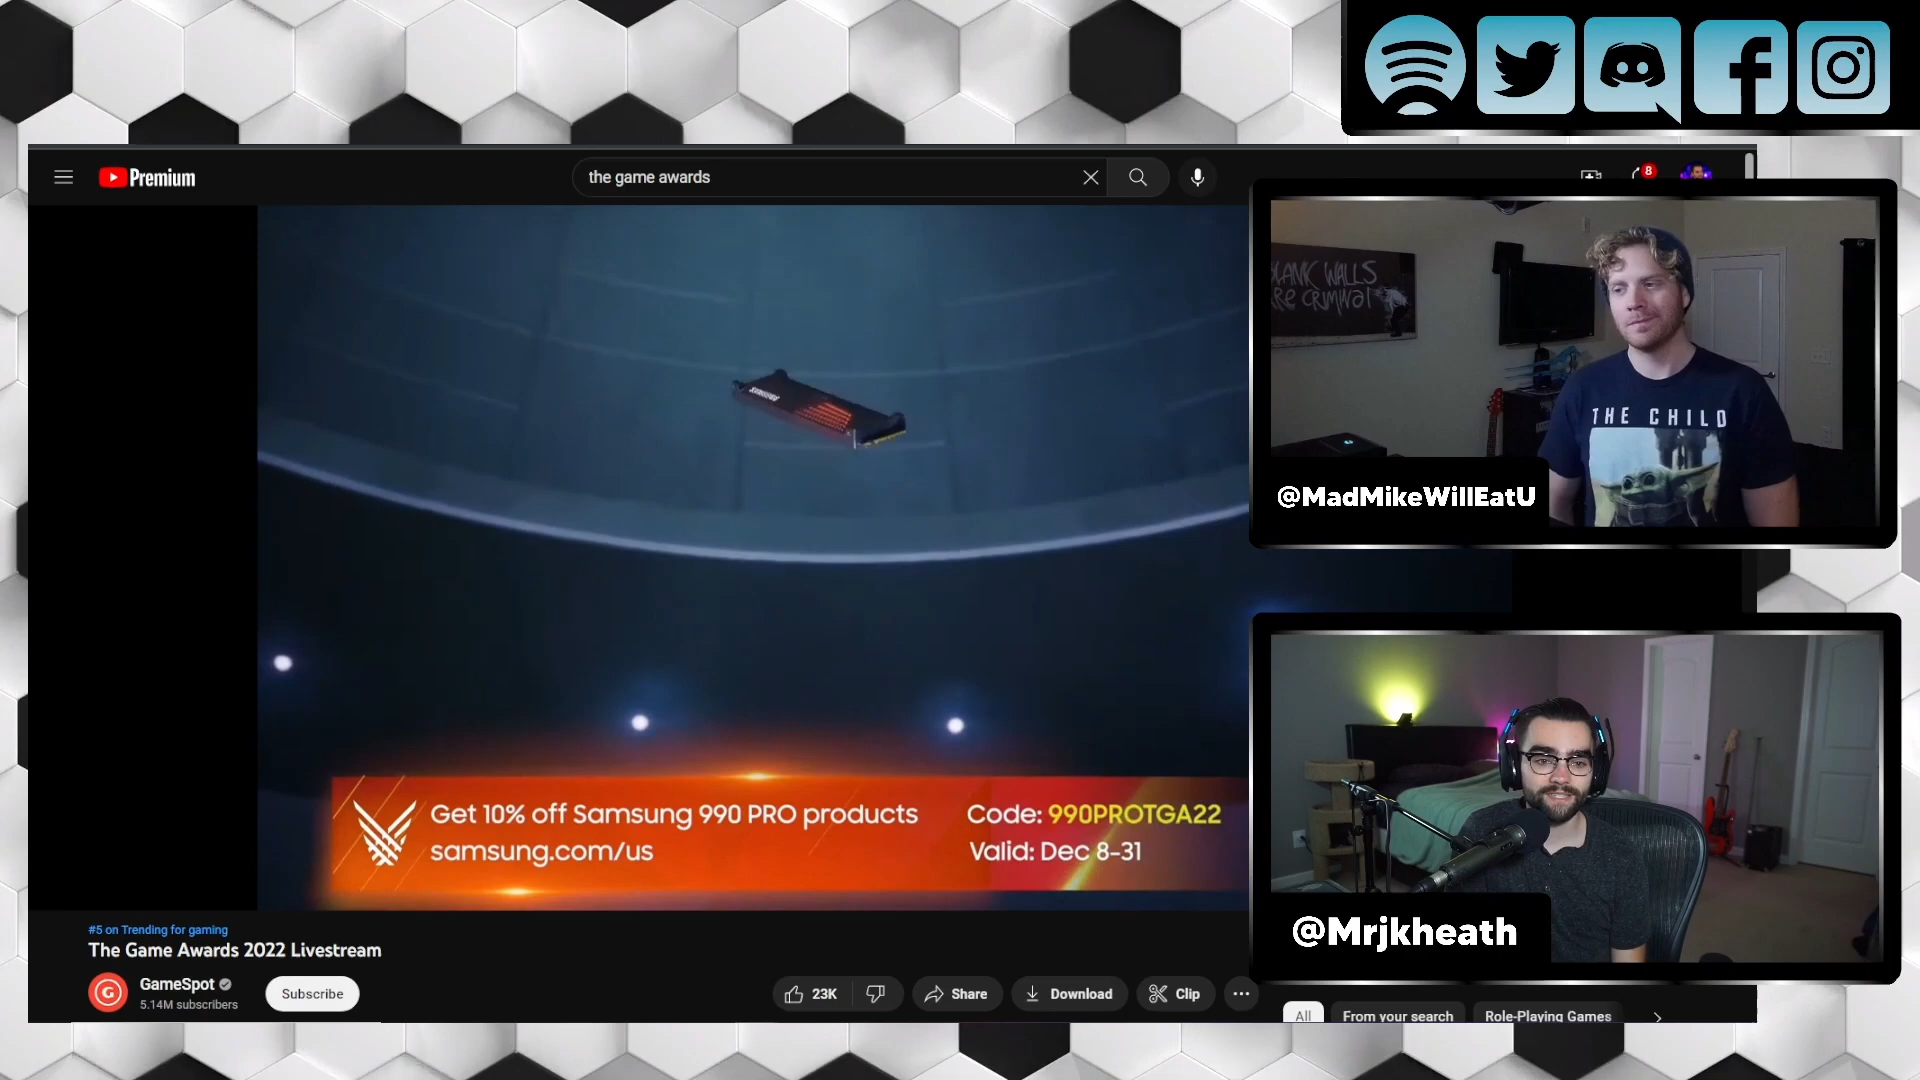 Premium
the game awards
8
SAMSUNG
THE CHILD
@MadMikeWillEatU
Get 10% off Samsung 990 PRO products
samsung.com/us
Code: 990PROTGA22
Valid: Dec 8-31
@Mrjkheath
#5 on Trending for gaming
The Game Awards 2022 Livestream
G
GameSpot
5.14M subscribers
Subscribe
23K
Share
Download
Clip
All
From your search
Role-Playing Games